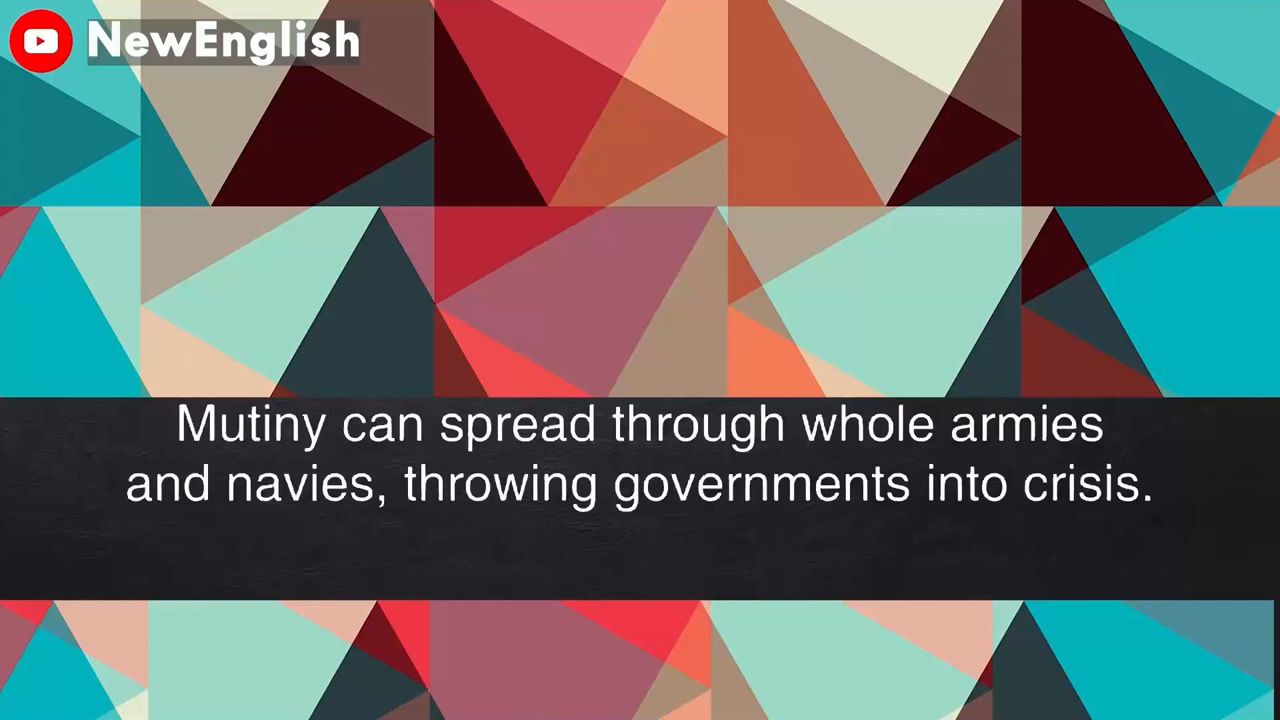 NewEnglish
Mutiny can spread through whole armies
and navies, throwing governments into crisis.